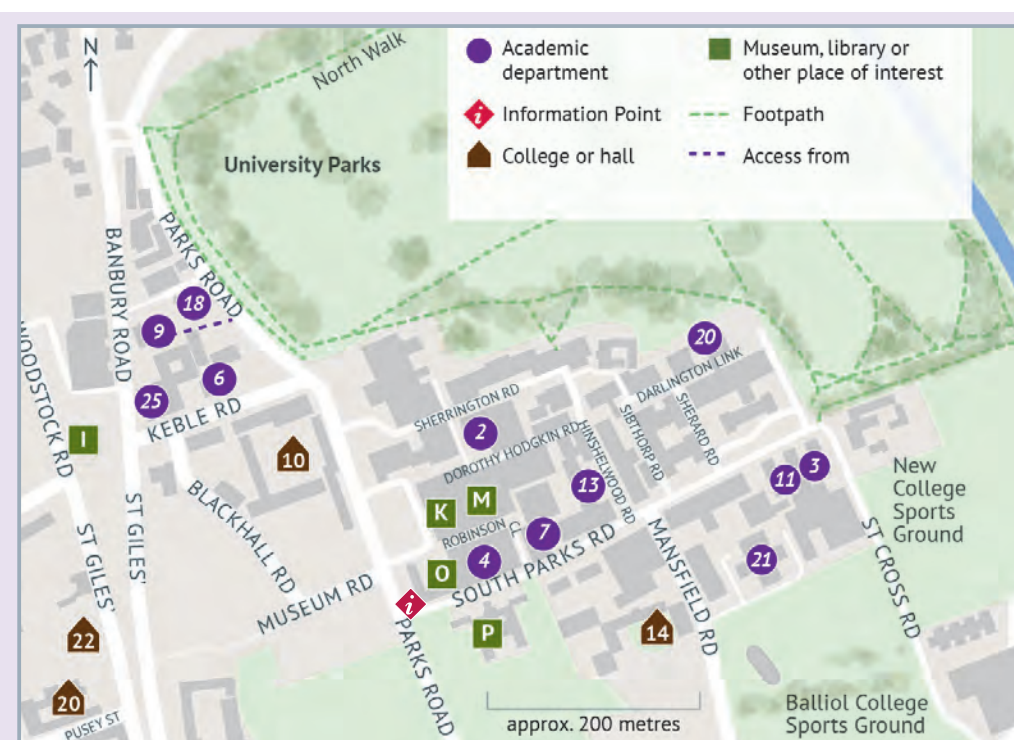 N
North Walk
Academic
department
Museum, library or
other place of interest
i Information Point
Footpath
College or hall
Access from
University Parks
PARKS ROAD
BANBURY ROAD
WOODSTOCK RD
18
9
6
25
KEBLE RD
I
10
20
DARLINGTON LINK
SHERRINGTON RD
2
DOROTHY HODGKIN RD
HINSHELWOOD RD
SIBTHORP RD
SHERARD RD
13
11
3
New
College
Sports
Ground
K
M
ROBINSON
CL
7
O
4
SOUTH PARKS RD
21
MANSFIELD RD
ST CROSS RD
ST GILES'
ST GILES'
BLACKHALL RD
MUSEUM RD
i
PARKS ROAD
P
14
22
20
PUSEY ST
approx. 200 metres
Balliol College
Sports Ground